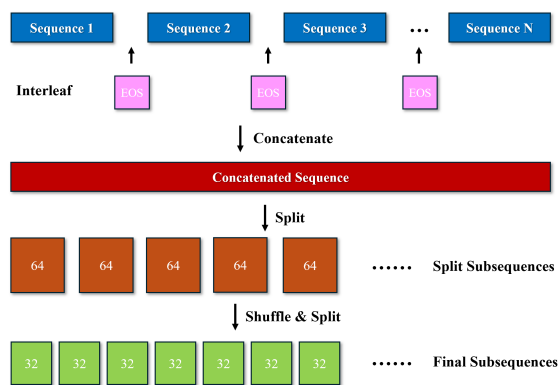 Sequence 1 Sequence 2 Sequence 3 ... Sequence N
Interleaf EOS EOS EOS
Concatenate
Concatenated Sequence
Split
64 64 64 64 64 ...... Split Subsequences
Shuffle & Split
32 32 32 32 32 32 32 ...... Final Subsequences